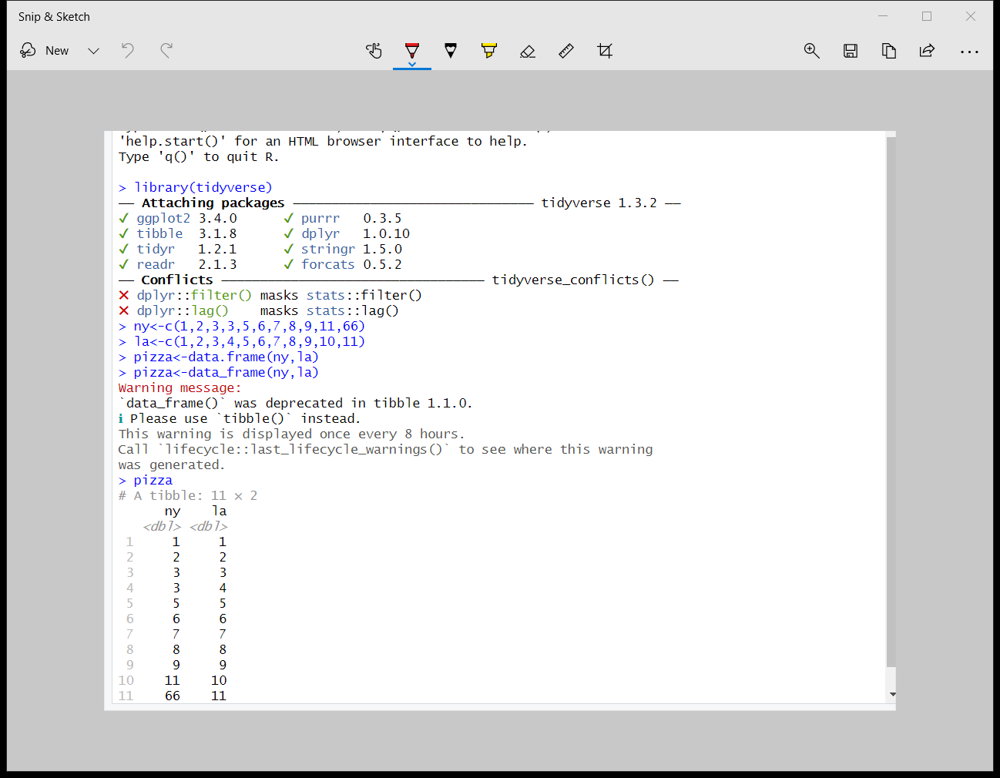 Snip & Sketch
New
'help.start()' for an HTML browser interface to help.
Type 'q()' to quit R.
> library(tidyverse)
── Attaching packages ─────────────────────────────── tidyverse 1.3.2 ──
✓ ggplot2 3.4.0      ✓ purrr   0.3.5
✓ tibble  3.1.8      ✓ dplyr   1.0.10
✓ tidyr   1.2.1      ✓ stringr 1.5.0
✓ readr   2.1.3      ✓ forcats 0.5.2
── Conflicts ────────────────────────────────── tidyverse_conflicts() ──
✕ dplyr::filter() masks stats::filter()
✕ dplyr::lag()    masks stats::lag()
> ny<-c(1,2,3,3,5,6,7,8,9,11,66)
> la<-c(1,2,3,4,5,6,7,8,9,10,11)
> pizza<-data.frame(ny,la)
> pizza<-data_frame(ny,la)
Warning message:
`data_frame()` was deprecated in tibble 1.1.0.
ℹ Please use `tibble()` instead.
This warning is displayed once every 8 hours.
Call `lifecycle::last_lifecycle_warnings()` to see where this warning
was generated.
> pizza
# A tibble: 11 × 2
      ny    la
   <dbl> <dbl>
 1     1     1
 2     2     2
 3     3     3
 4     3     4
 5     5     5
 6     6     6
 7     7     7
 8     8     8
 9     9     9
10    11    10
11    66    11